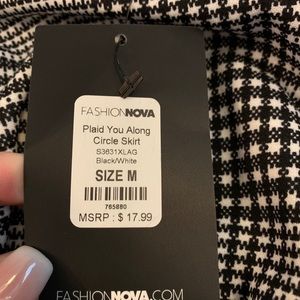 FASHIONNOVA
Plaid You Along
Circle Skirt
S3631XLAG
Black/White
SIZE M
765880
MSRP : $ 17.99
FASHIONNOVA.COM